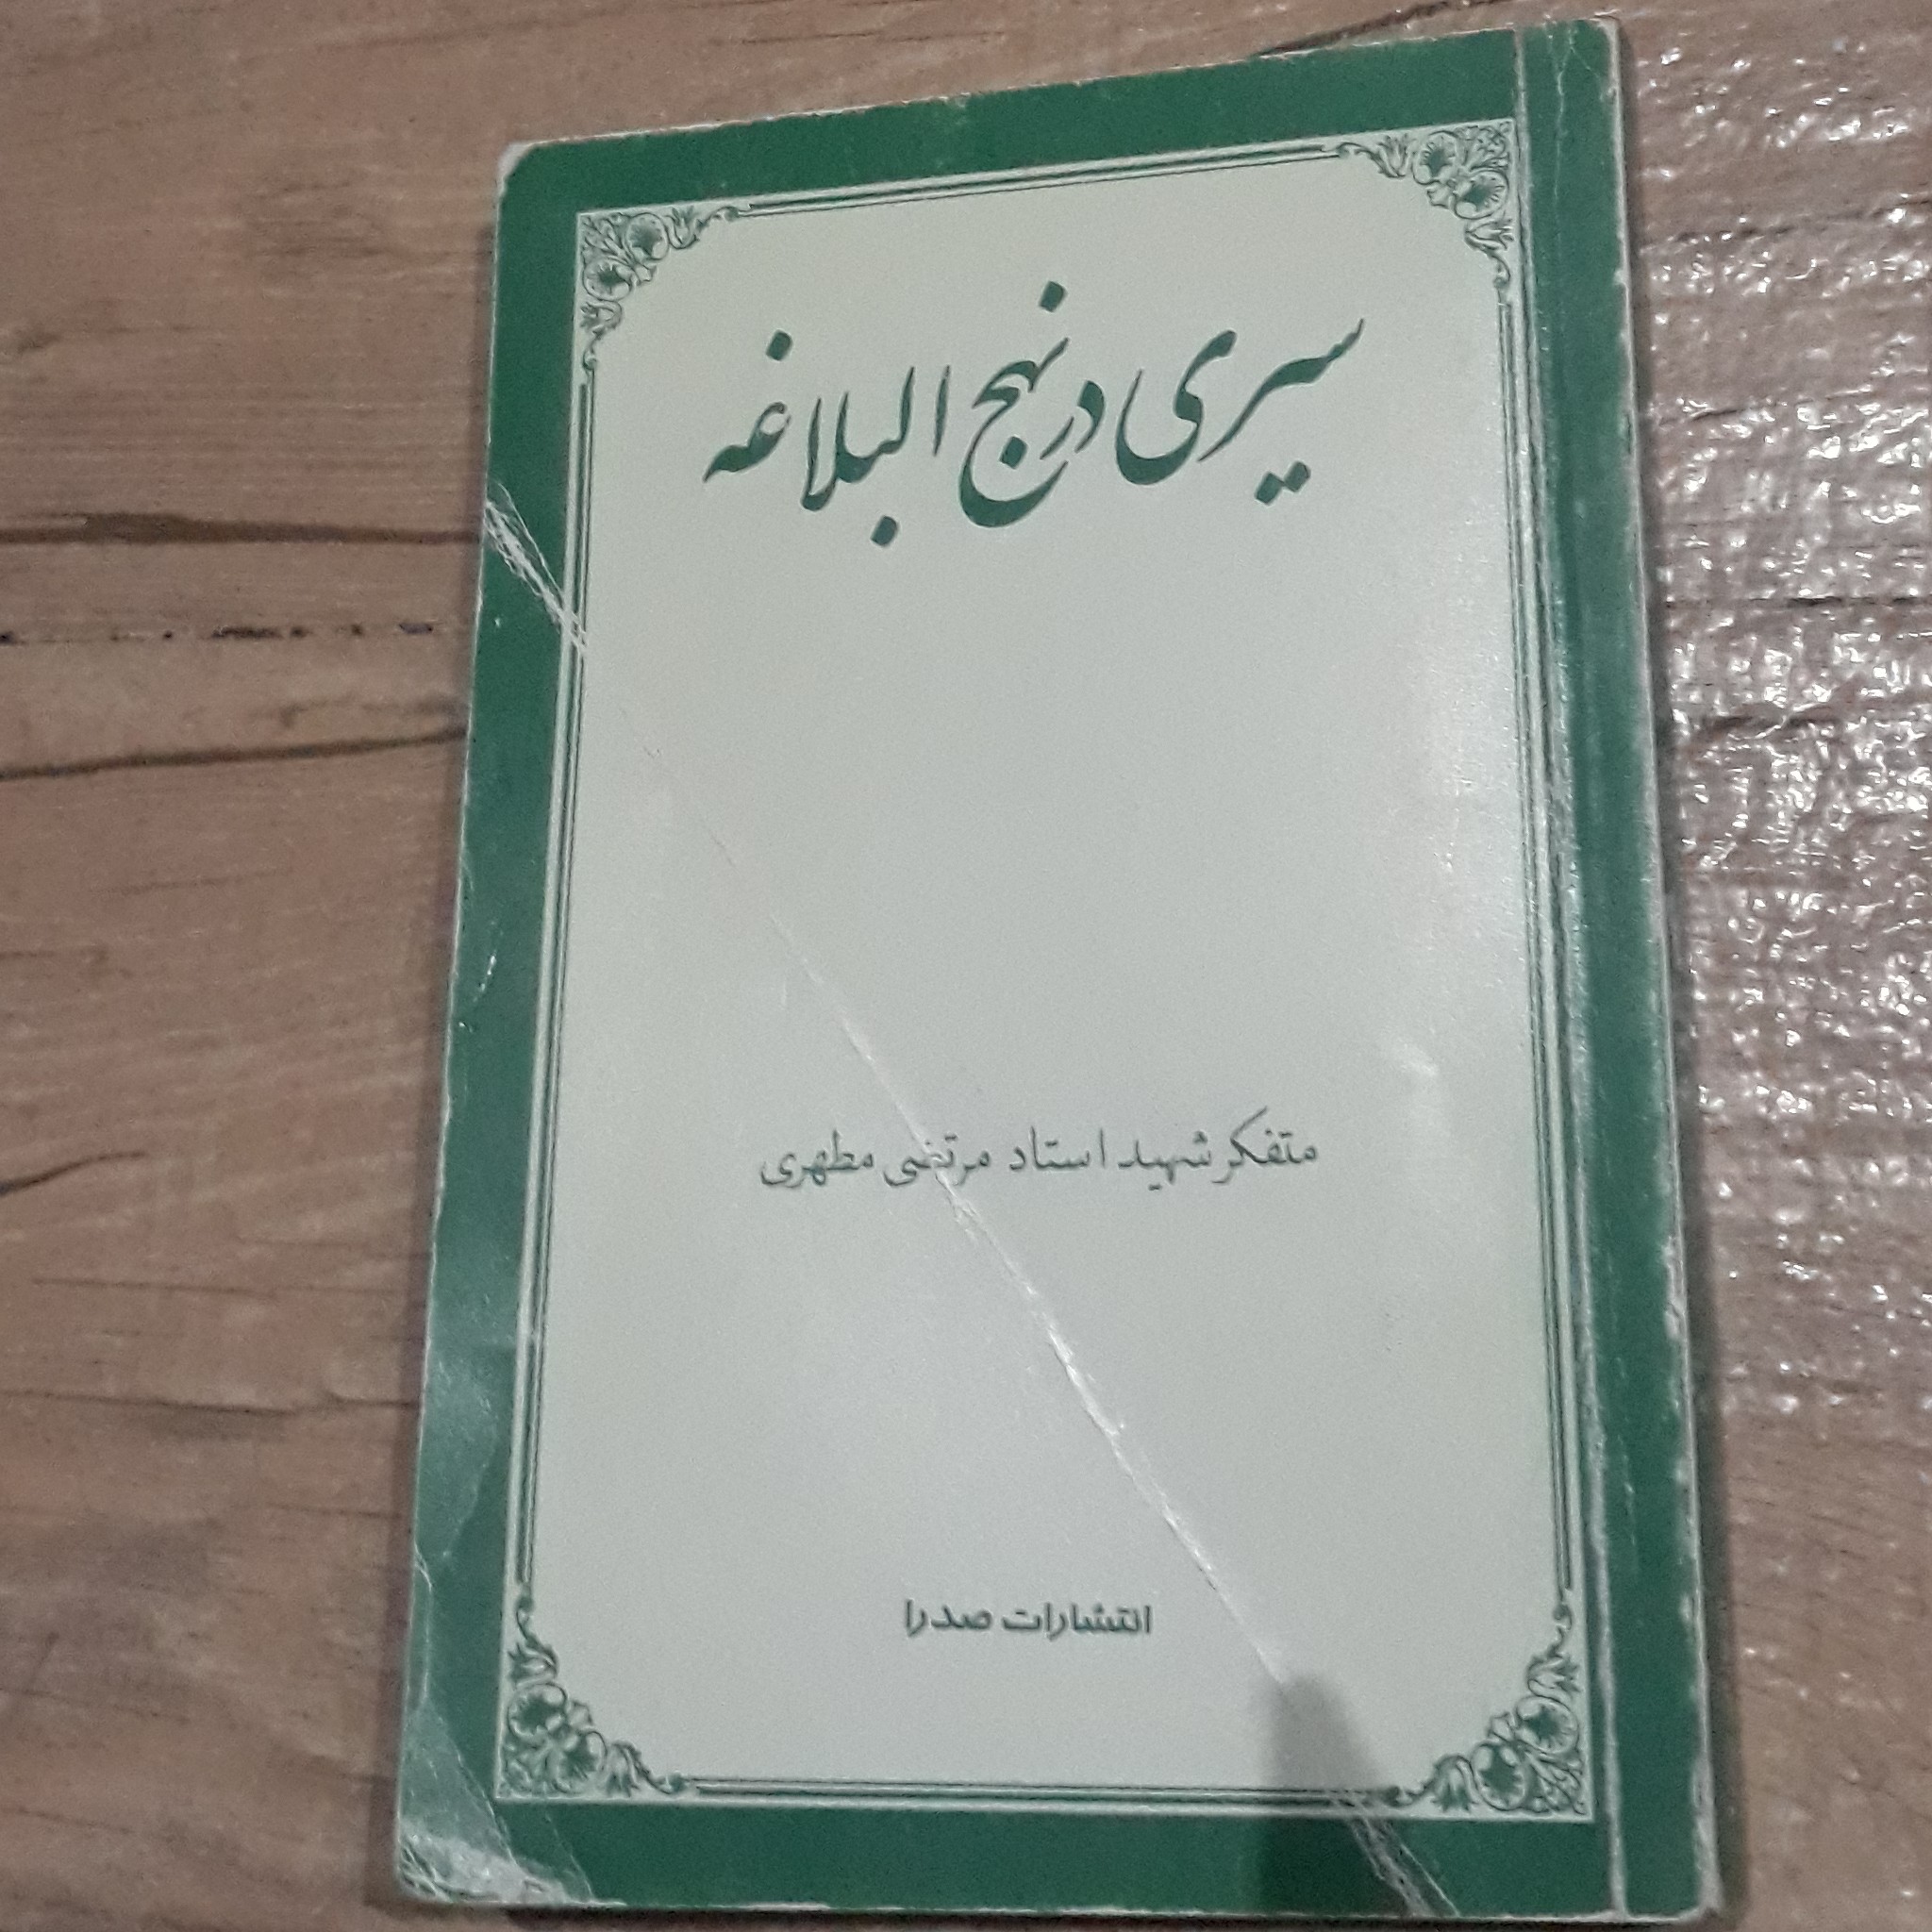 سیری در نهج البلاغه
متفکر شهید استاد مرتضی مطهری
انتشارات صدرا